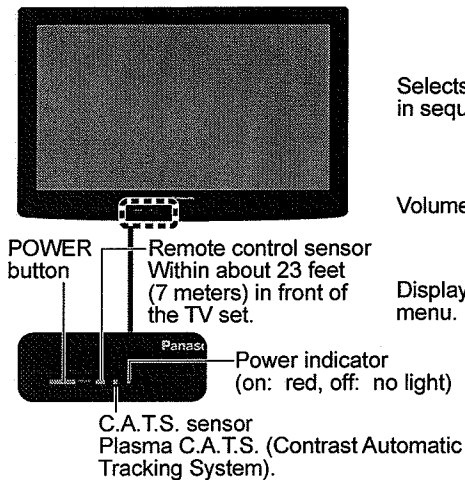 Selects
in sequ
Volume
POWER
button
Remote control sensor
Within about 23 feet
(7 meters) in front of
the TV set.
Display
menu.
Panaso
Power indicator
(on: red, off: no light)
C.A.T.S. sensor
Plasma C.A.T.S. (Contrast Automatic
Tracking System).